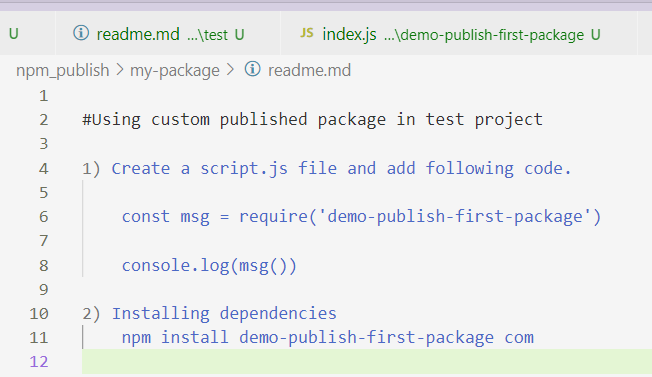 U
readme.md ...\test U
JS index.js ...\demo-publish-first-package U
npm_publish > my-package > readme.md
1
2 #Using custom published package in test project
3
4 1) Create a script.js file and add following code.
5
6 const msg = require('demo-publish-first-package')
7
8 console.log(msg())
9
10 2) Installing dependencies
11 npm install demo-publish-first-package com
12